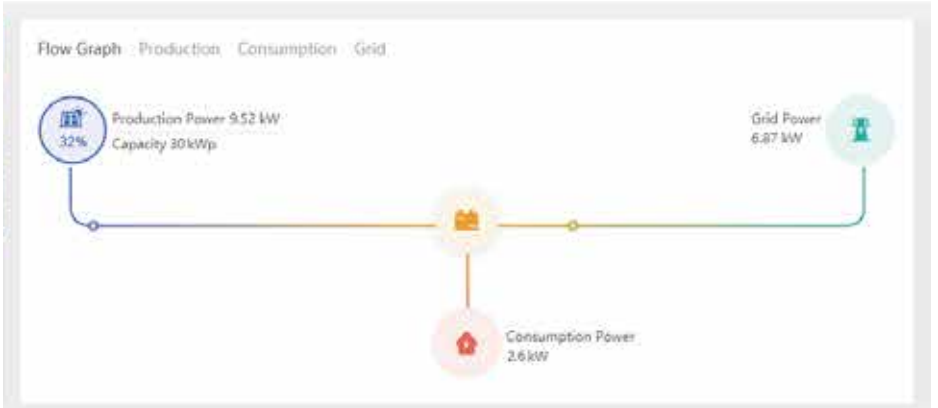 Flow Graph Production Consumption Grid
Production Power 9.52 kW
32%
Capacity 30 kWp
Grid Power
6.87 kW
Consumption Power
2.6 kW